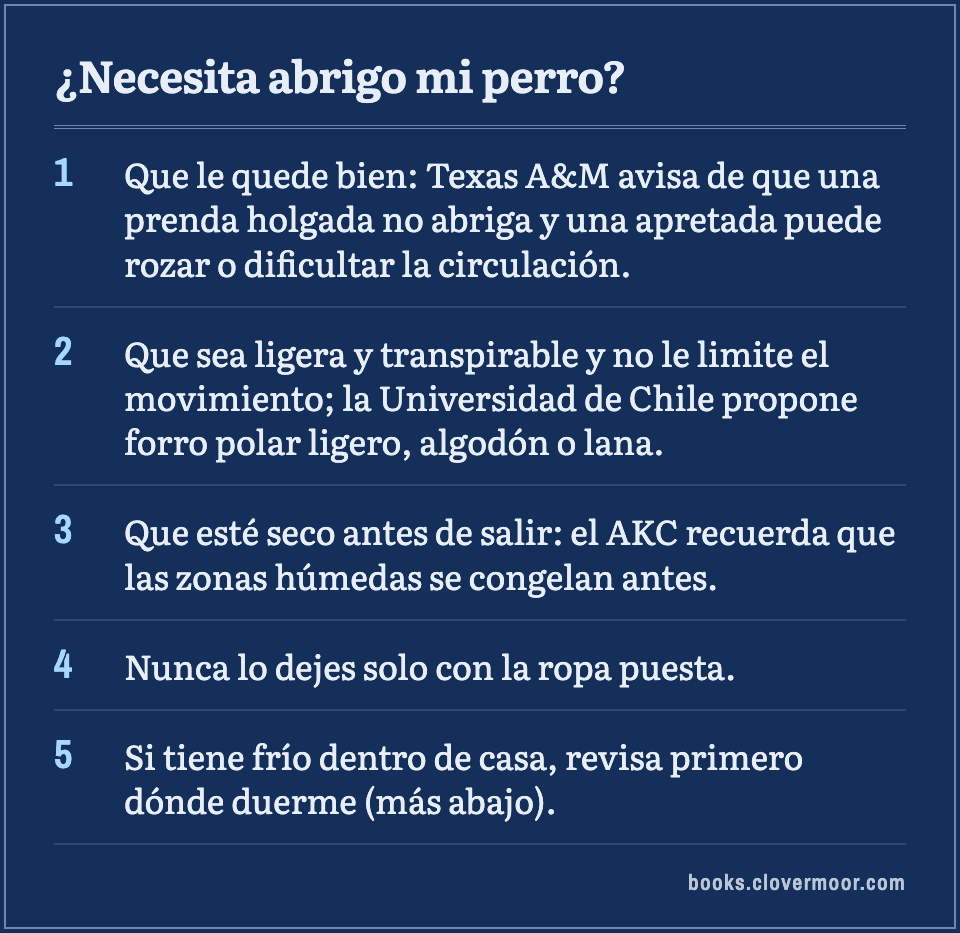 ¿Necesita abrigo mi perro?
1
Que le quede bien: Texas A&M avisa de que una
prenda holgada no abriga y una apretada puede
rozar o dificultar la circulación.
2
Que sea ligera y transpirable y no le limite el
movimiento; la Universidad de Chile propone
forro polar ligero, algodón o lana.
3
Que esté seco antes de salir: el AKC recuerda que
las zonas húmedas se congelan antes.
4
Nunca lo dejes solo con la ropa puesta.
5
Si tiene frío dentro de casa, revisa primero
dónde duerme (más abajo).
books.clovermoor.com